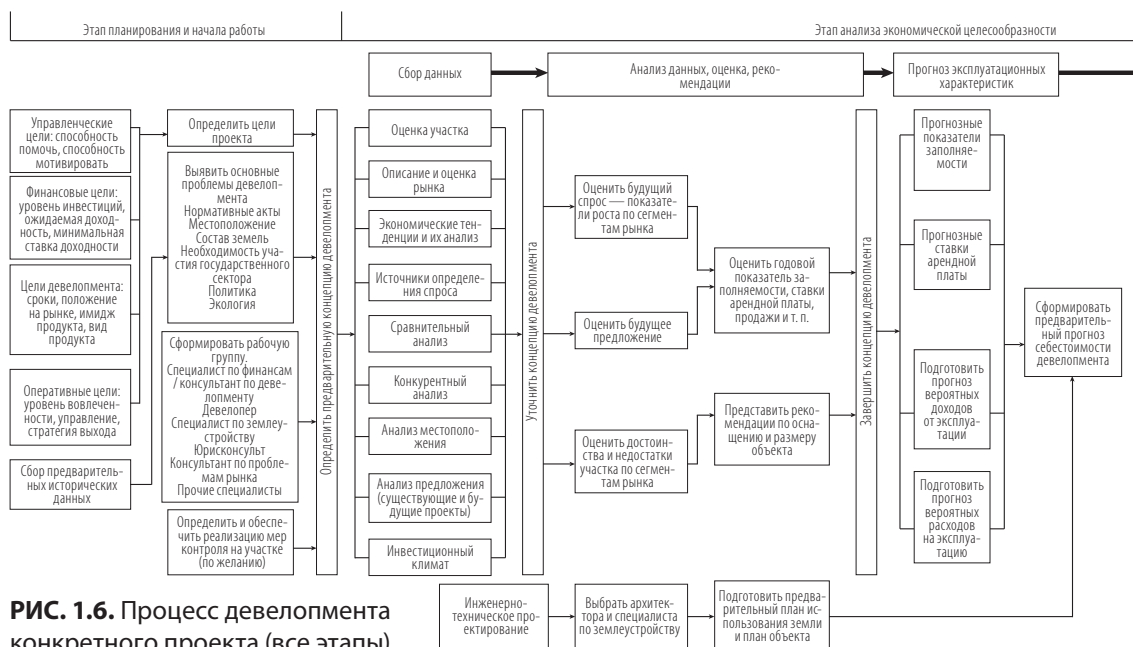 Этап планирования и начала работы
Этап анализа экономической целесообразности
Сбор данных
Анализ данных, оценка, реко-
мендации
Прогноз эксплуатационных
характеристик
Управленческие
цели: способность
помочь, способность
мотивировать
Финансовые цели:
уровень инвестиций,
ожидаемая доход-
ность, минимальная
ставка доходности
Цели девелопмента:
сроки, положение
на рынке, имидж
продукта, вид
продукта
Оперативные цели:
уровень вовлечен-
ности, управление,
стратегия выхода
Сбор предваритель-
ных исторических
данных
Определить цели
проекта
Выявить основные
проблемы девелоп-
мента
Нормативные акты
Местоположение
Состав земель
Необходимость уча-
стия государственного
сектора
Политика
Экология
Сформировать рабочую
группу.
Специалист по финансам
/ консультант по деве-
лопменту
Девелопер
Специалист по землеу-
стройству
Юрисконсульт
Консультант по пробле-
мам рынка
Прочие специалисты
Определить и обеспе-
чить реализацию мер
контроля на участке
(по желанию)
Определить предварительную концепцию девелопмента
Оценка участка
Описание и оценка
рынка
Экономические тен-
денции и их анализ
Источники определе-
ния спроса
Сравнительный
анализ
Конкурентный
анализ
Анализ местополо-
жения
Анализ предложения
(существующие и бу-
дущие проекты)
Инвестиционный
климат
Уточнить концепцию девелопмента
Оценить будущий
спрос — показате-
ли роста по сегмен-
там рынка
Оценить будущее
предложение
Оценить достоин-
ства и недостатки
участка по сегмен-
там рынка
Оценить годовой
показатель за-
полняемости, ставки
арендной платы,
продажи и т. п.
Представить реко-
мендации по осна-
щению и размеру
объекта
Завершить концепцию девелопмента
Прогнозные
показатели
заполняе-
мости
Прогнозные
ставки
арендной
платы
Подготовить
прогноз
вероятных
доходов
от эксплуа-
тации
Подготовить
прогноз
вероятных
расходов
на эксплуа-
тацию
Сформировать
предваритель-
ный прогноз
себестоимости
девелопмента
Инженерно-
техническое про-
ектирование
Выбрать архитек-
тора и специалиста
по землеустройству
Подготовить предва-
рительный план ис-
пользования земли
и план объекта
РИС. 1.6. Процесс девелопмента
конкретного проекта (все этапы)